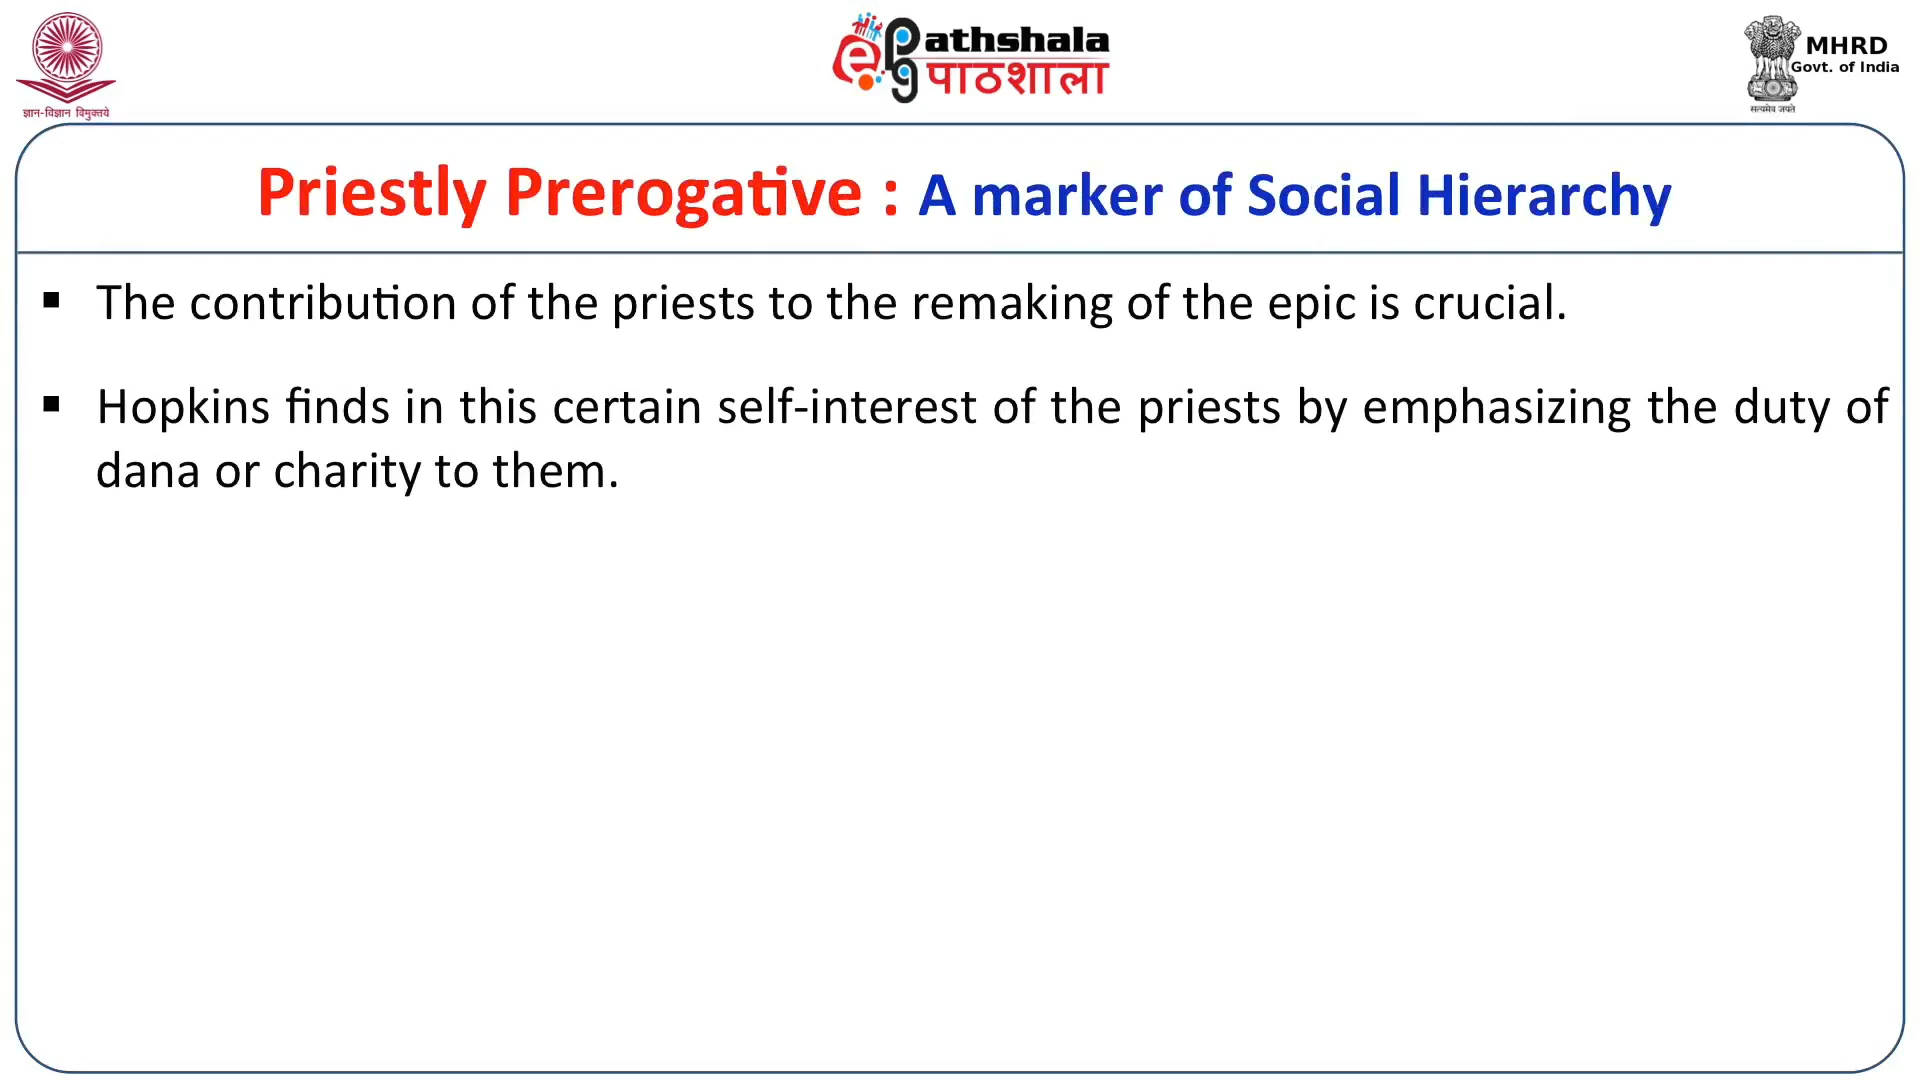 ज्ञान-विज्ञान विमुक्तये
ePathshala
पाठशाला
MHRD
Govt. of India
सत्यमेव जयते
Priestly Prerogative : A marker of Social Hierarchy
▪ The contribution of the priests to the remaking of the epic is crucial.
▪ Hopkins finds in this certain self-interest of the priests by emphasizing the duty of
dana or charity to them.